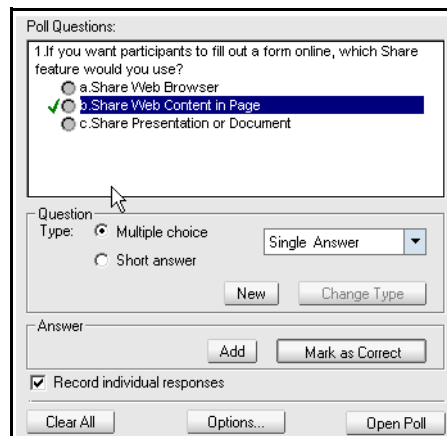 Poll Questions:
1.If you want participants to fill out a form online, which Share
feature would you use?
a.Share Web Browser
b.Share Web Content in Page
c.Share Presentation or Document
Question
Type: Multiple choice
Single Answer
Short answer
New Change Type
Answer
Add Mark as Correct
Record individual responses
Clear All Options... Open Poll